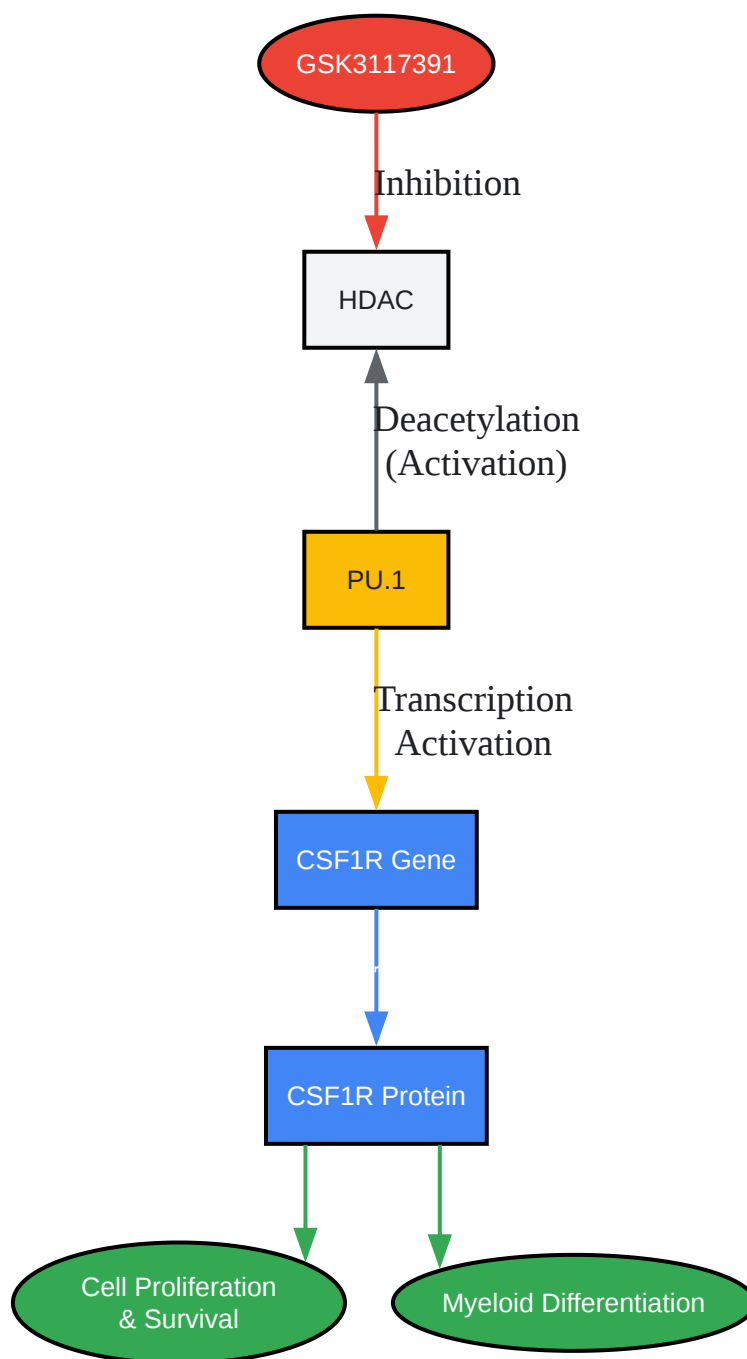 GSK3117391
Inhibition
HDAC
Deacetylation
(Activation)
PU.1
Transcription
Activation
CSF1R Gene
CSF1R Protein
Cell Proliferation
& Survival
Myeloid Differentiation